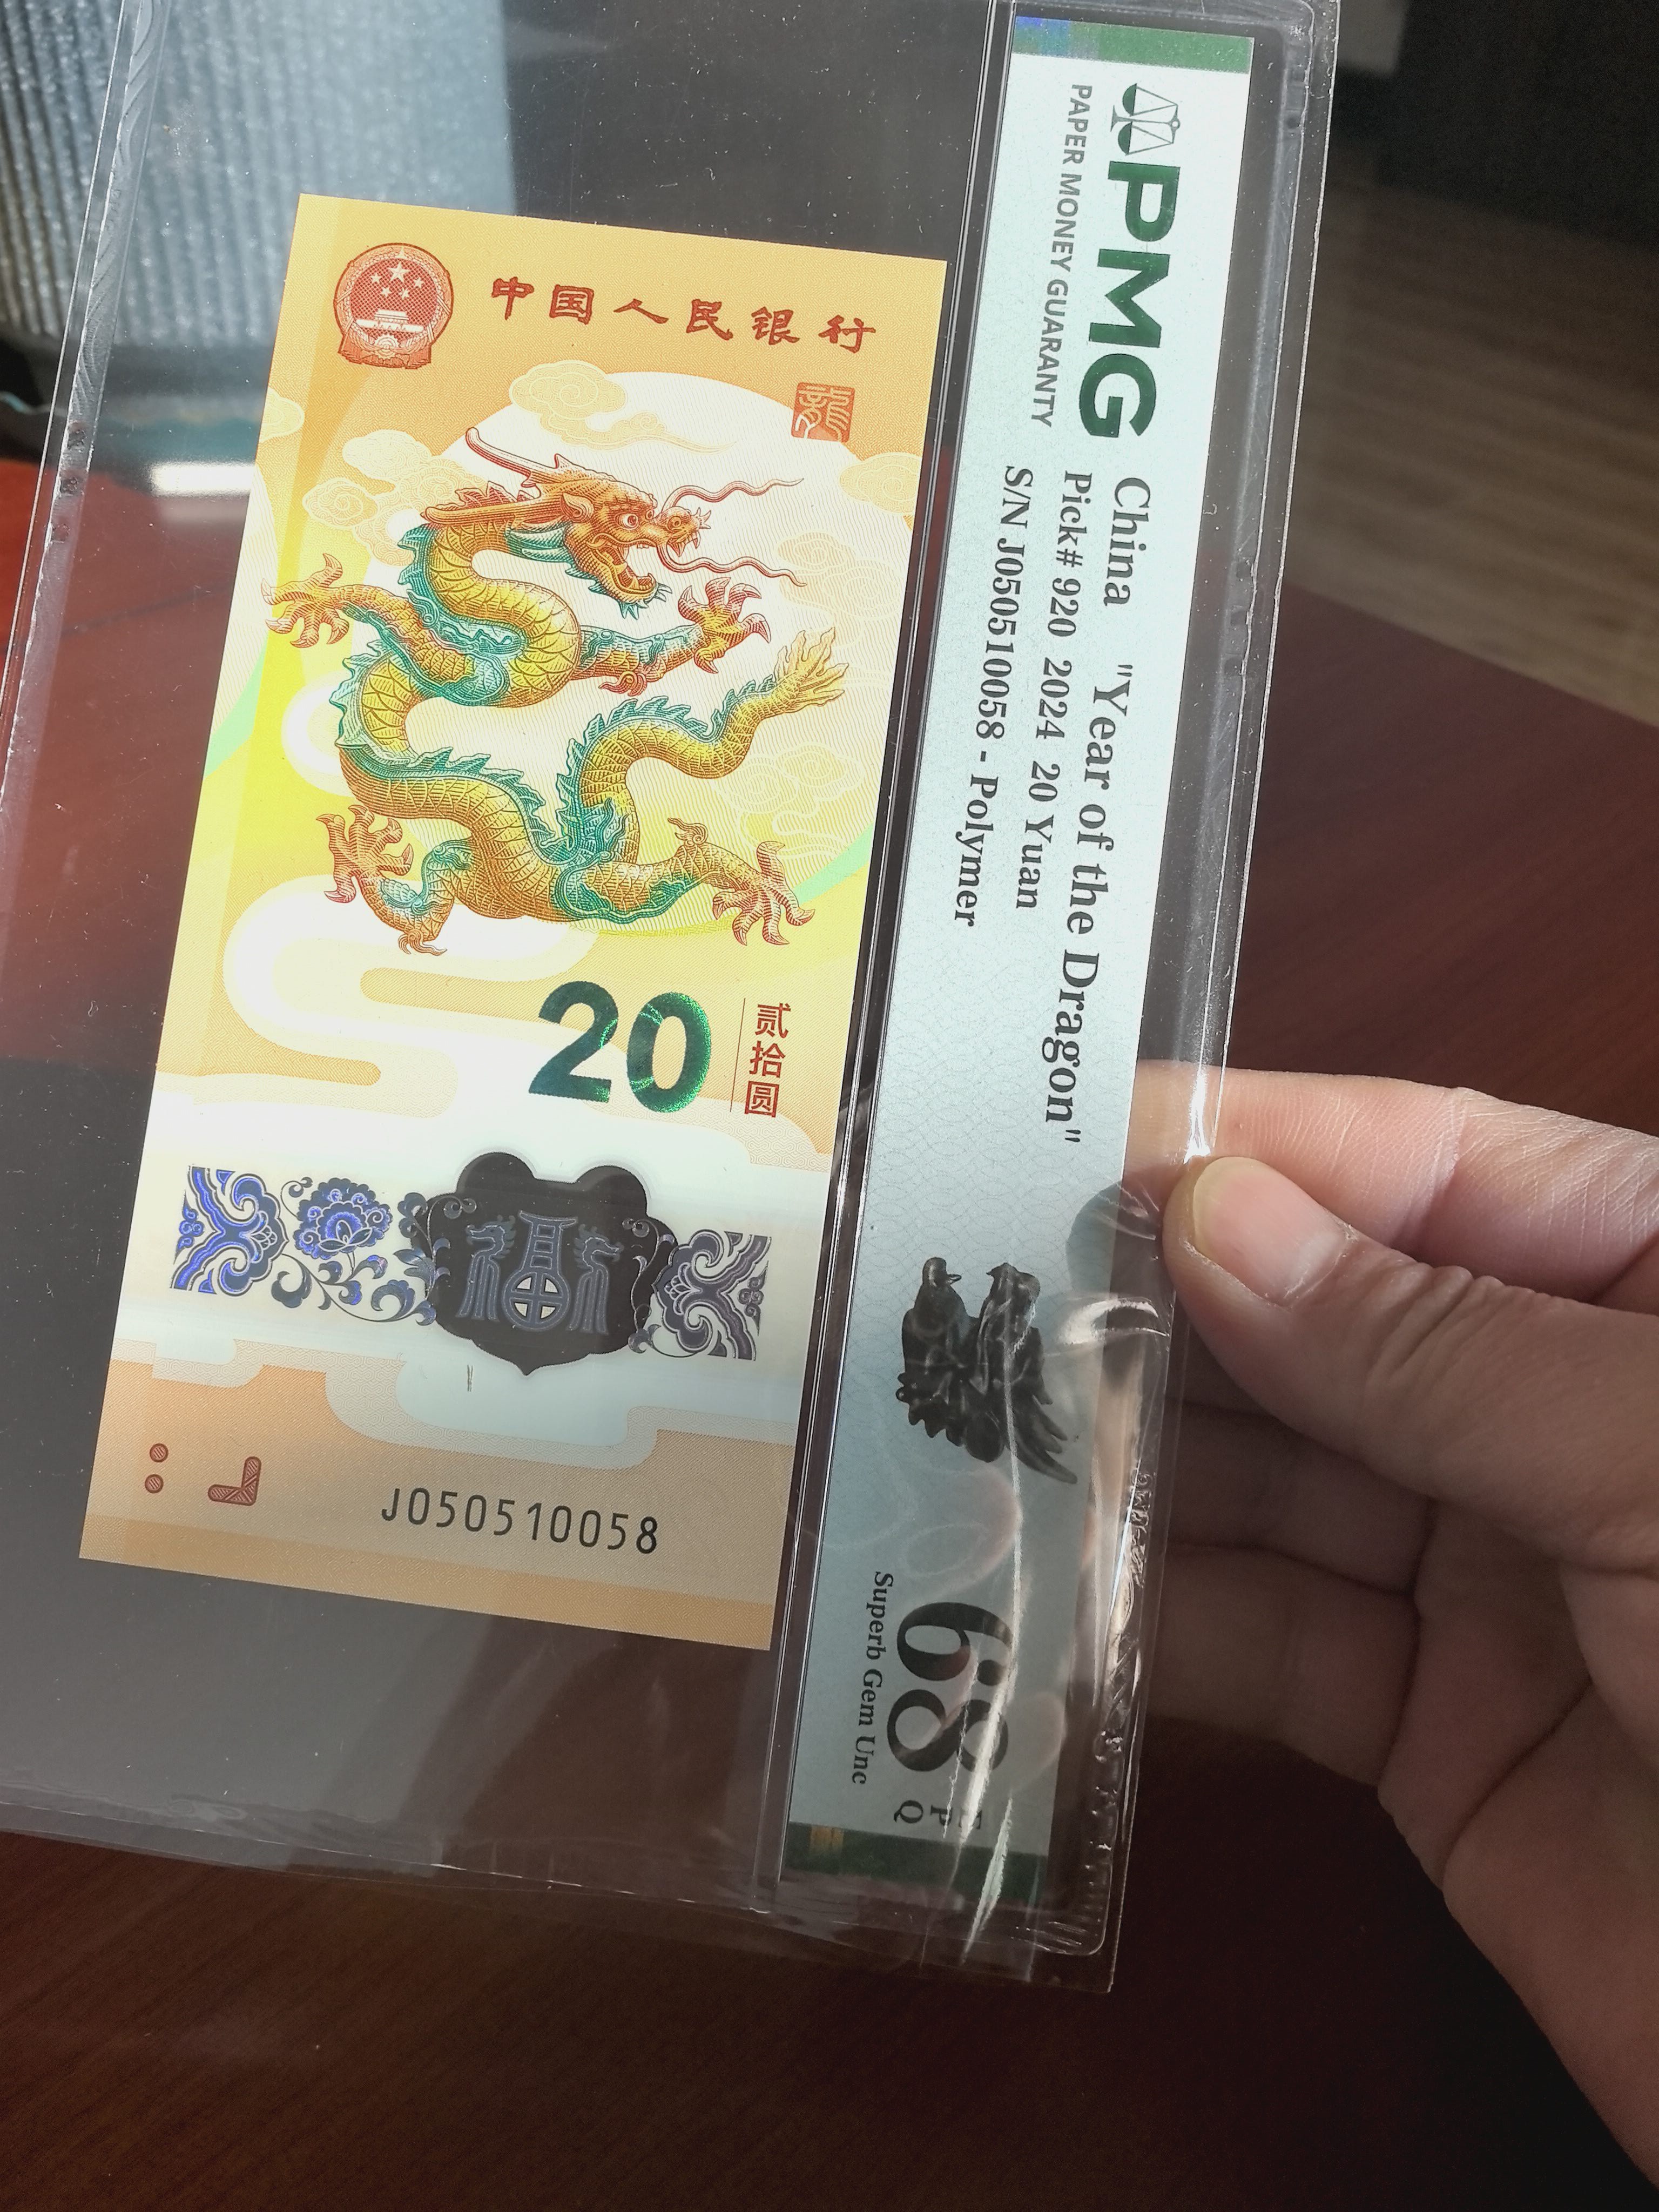 中国人民银行
龍
20
贰拾圆
J050510058
PMG
PAPER MONEY GUARANTY
China "Year of the Dragon"
Pick# 920 2024 20 Yuan
S/N J050510058 - Polymer
68 EPQ
Superb Gem Unc